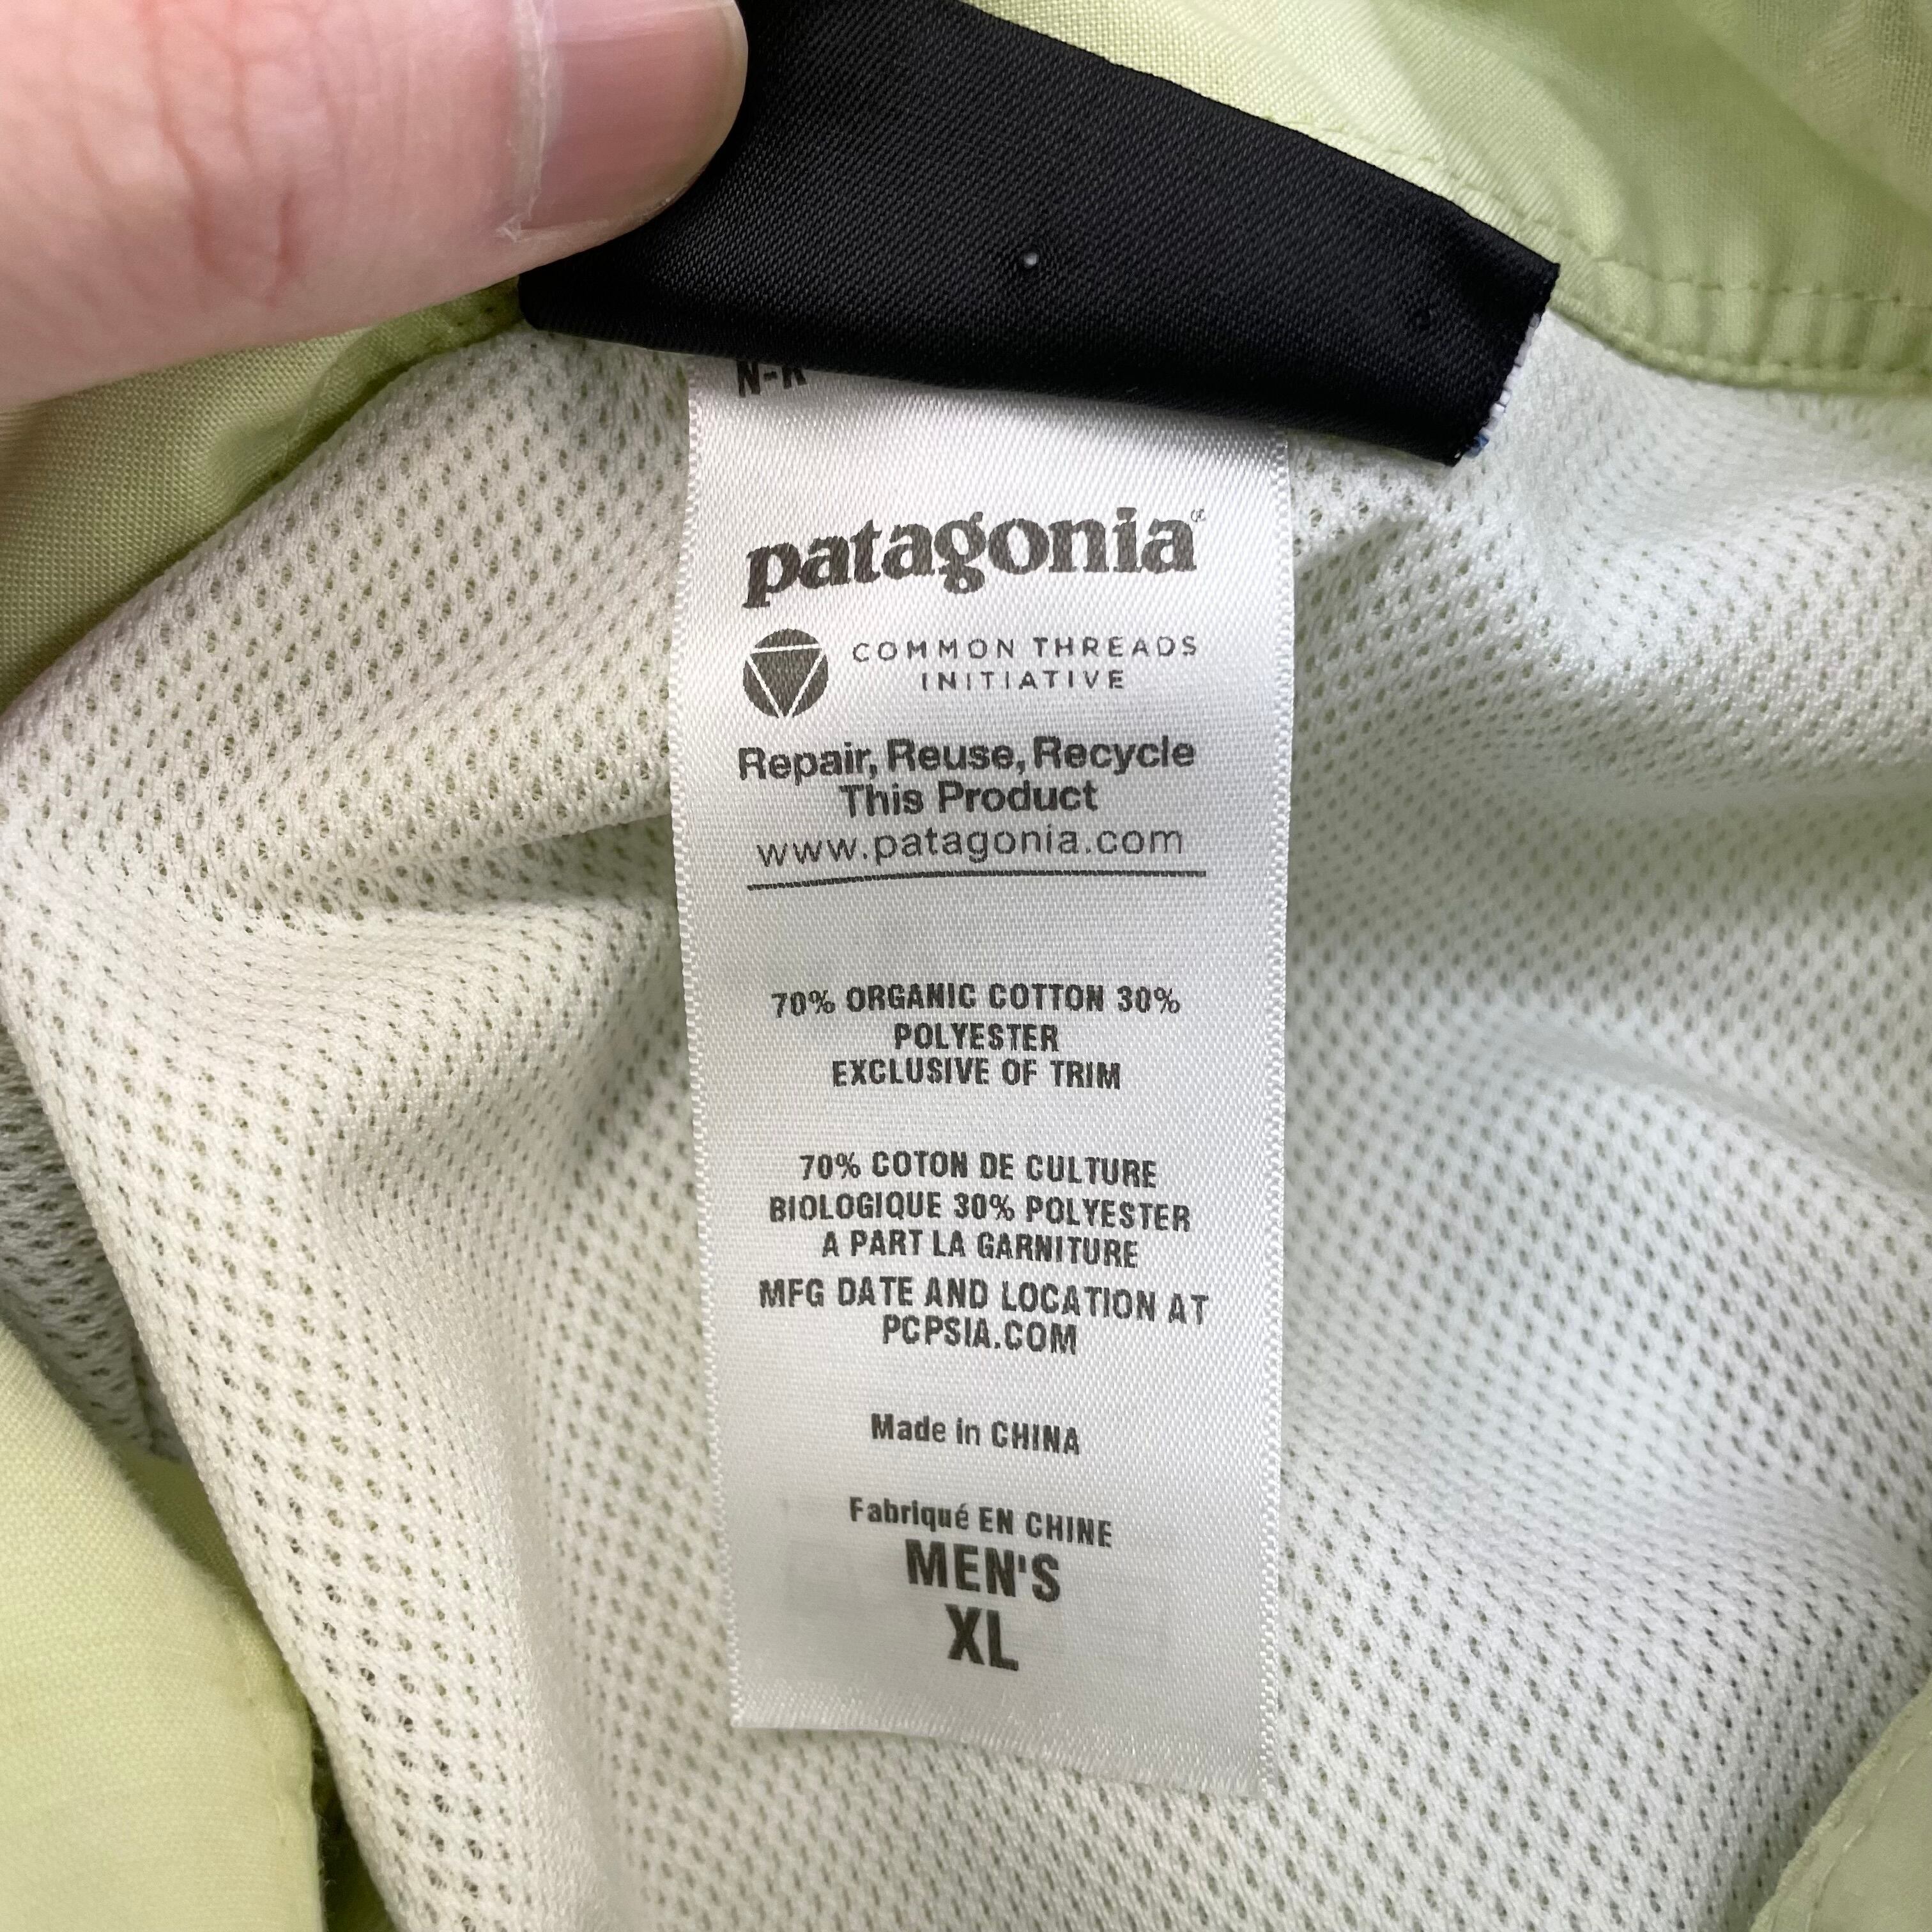 patagonia
COMMON THREADS
INITIATIVE
Repair, Reuse, Recycle
This Product
www.patagonia.com
70% ORGANIC COTTON 30%
POLYESTER
EXCLUSIVE OF TRIM
70% COTON DE CULTURE
BIOLOGIQUE 30% POLYESTER
A PART LA GARNITURE
MFG DATE AND LOCATION AT
PCPSIA.COM
Made in CHINA
Fabriqué EN CHINE
MEN'S
XL